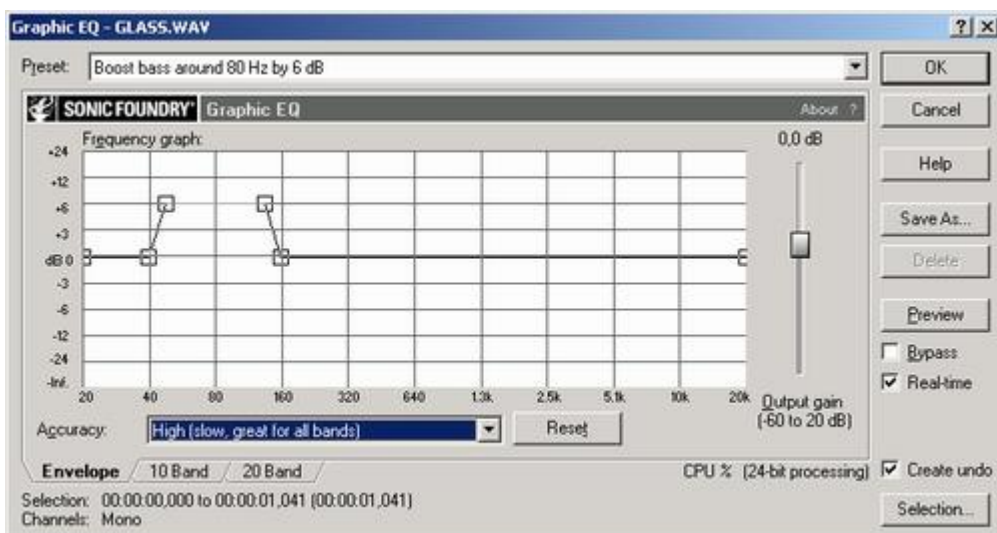 Graphic EQ - GLASS.WAV
Preset: Boost bass around 80 Hz by 6 dB
OK
SONIC FOUNDRY Graphic EQ About ?
Cancel
Frequency graph: 0,0 dB
+24
+12
+6
+3
dB 0
-3
-6
-12
-24
-Inf.
20 40 80 160 320 640 1.3k 2.5k 5.1k 10k 20k
Help
Save As...
Delete
Preview
Bypass
Real-time
Output gain
(-60 to 20 dB)
Accuracy: High (slow, great for all bands) Reset
Envelope 10 Band 20 Band CPU % (24-bit processing)
Create undo
Selection: 00:00:00,000 to 00:00:01,041 (00:00:01,041)
Channels: Mono
Selection...